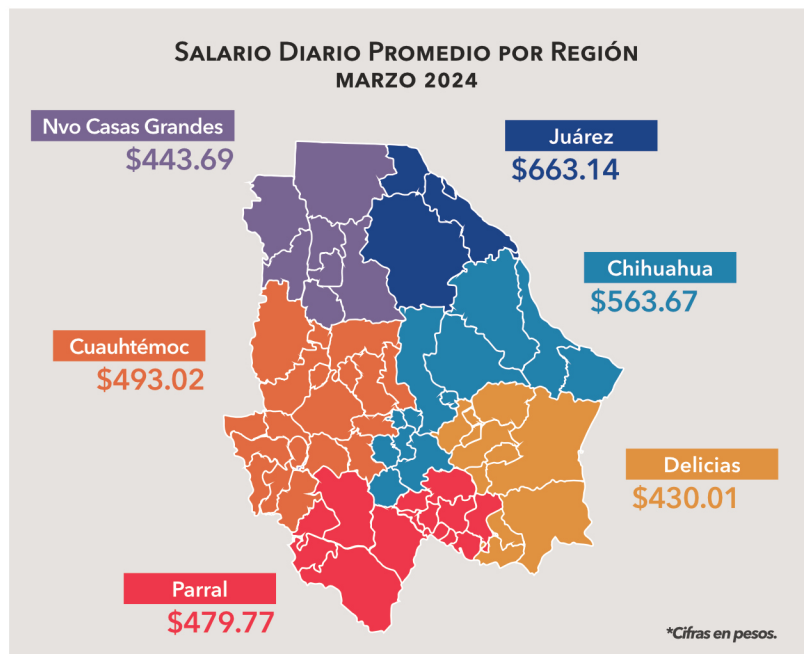 Salario Diario Promedio por Región
marzo 2024
Nvo Casas Grandes
$443.69
Juárez
$663.14
Chihuahua
$563.67
Cuauhtémoc
$493.02
Delicias
$430.01
Parral
$479.77
*Cifras en pesos.